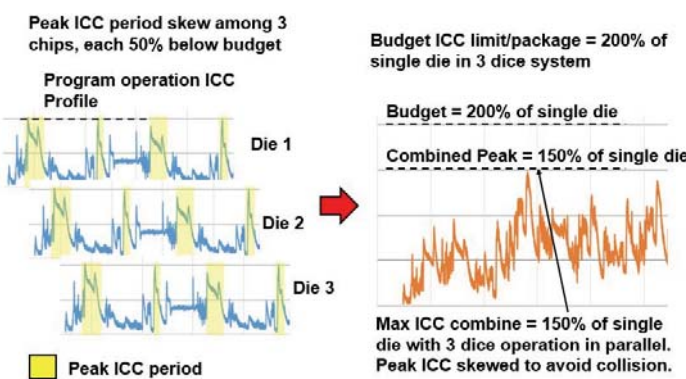 Peak ICC period skew among 3
chips, each 50% below budget
Program operation ICC
Profile
Die 1
Die 2
Die 3
Peak ICC period
Budget ICC limit/package = 200% of
single die in 3 dice system
Budget = 200% of single die
Combined Peak = 150% of single die
Max ICC combine = 150% of single
die with 3 dice operation in parallel.
Peak ICC skewed to avoid collision.